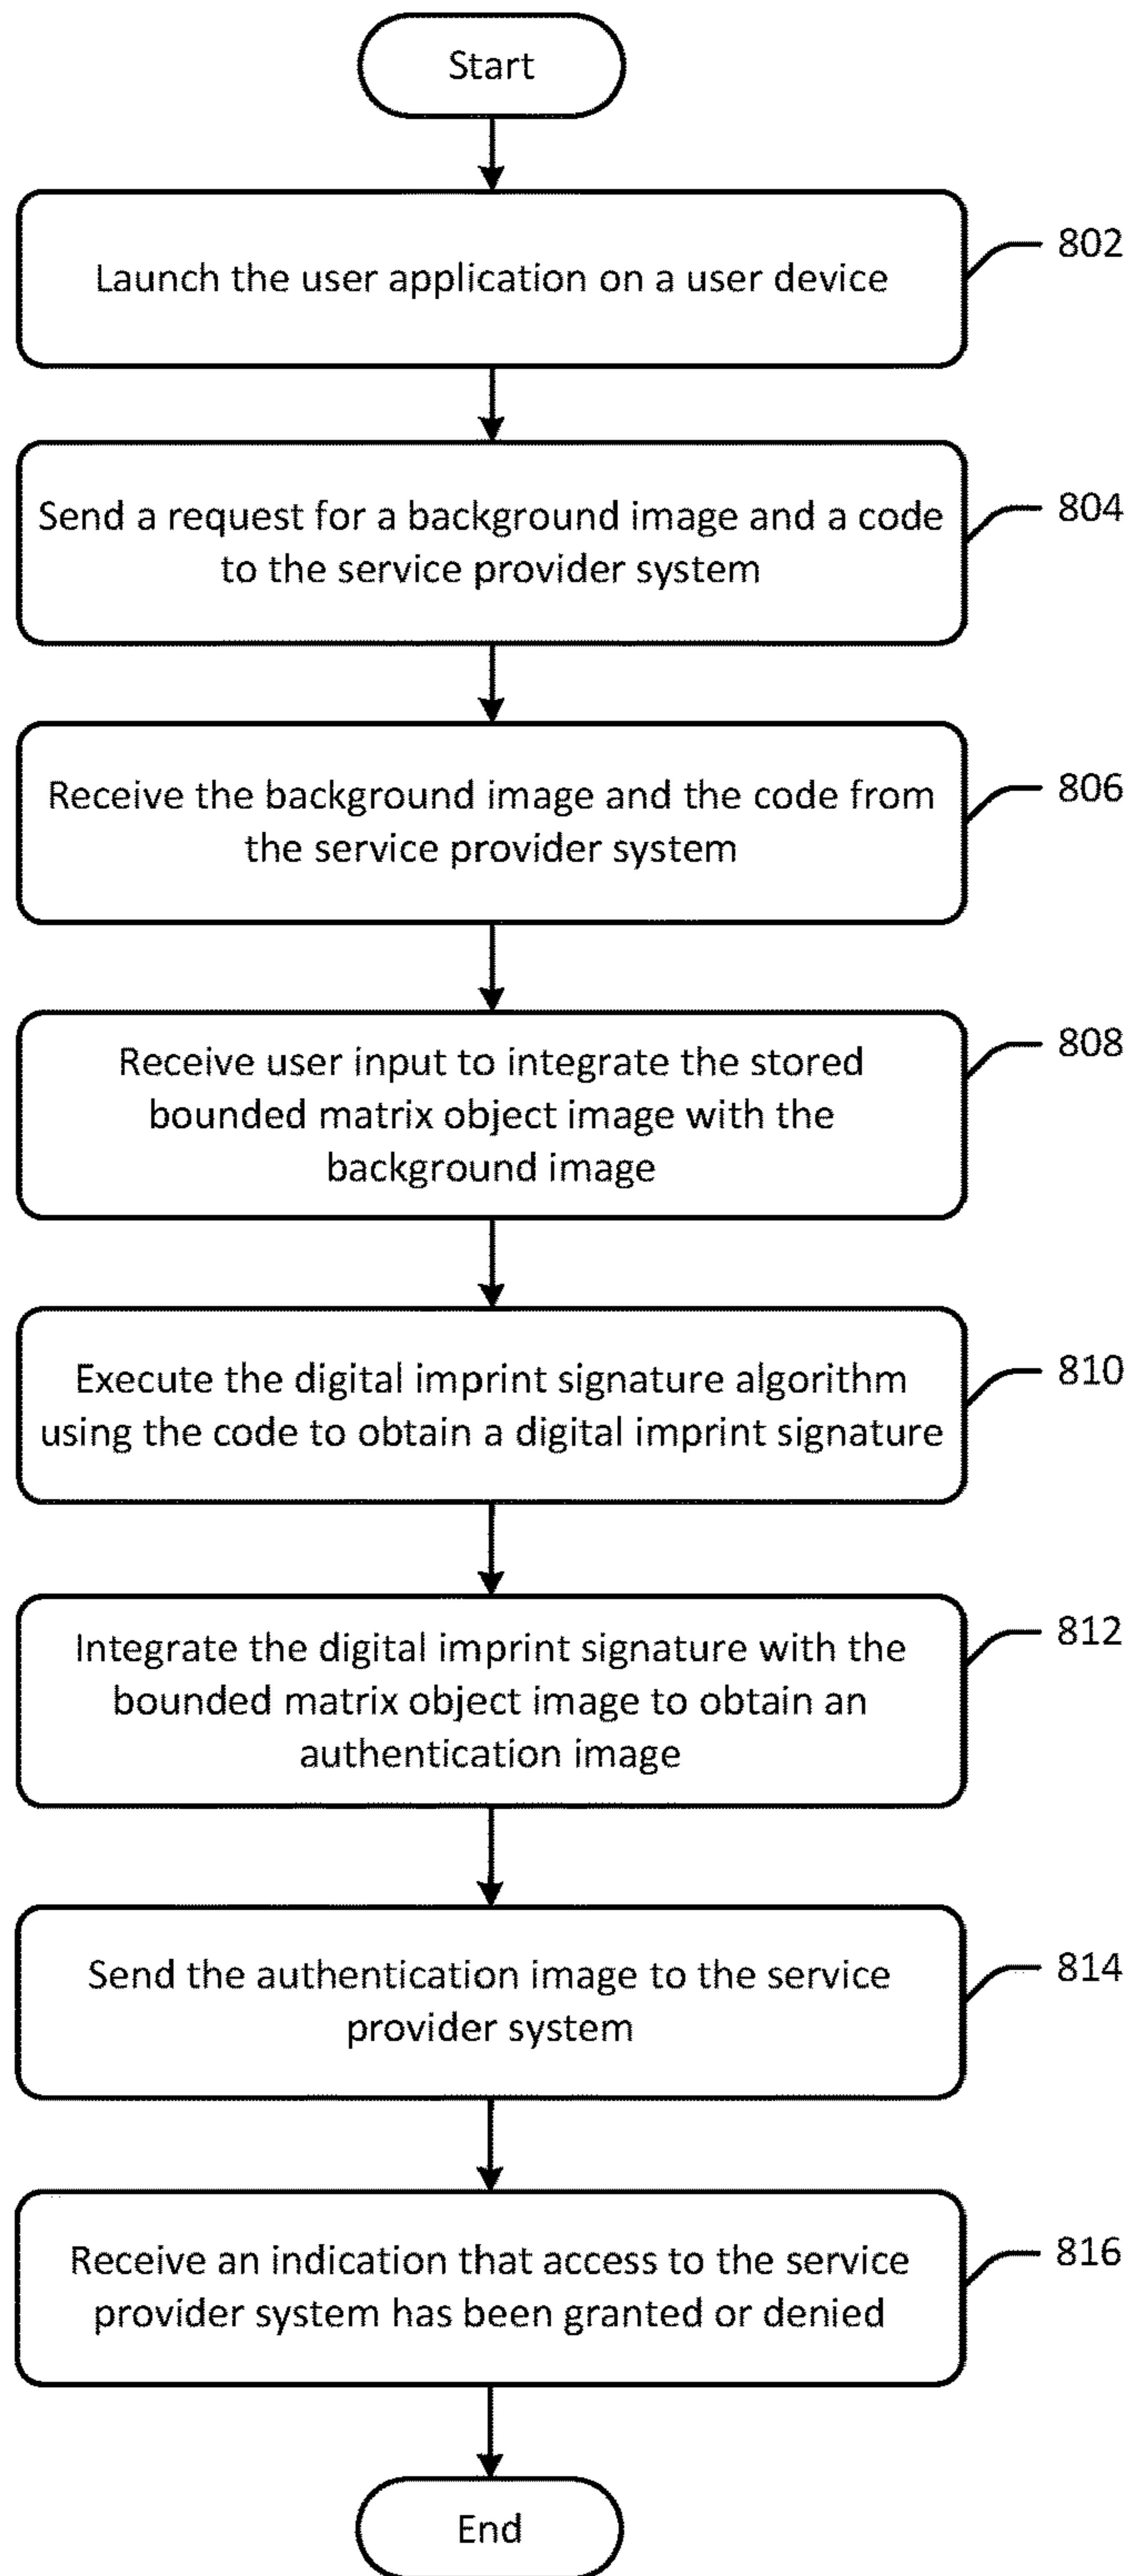 Start
Launch the user application on a user device
802
Send a request for a background image and a code
to the service provider system
804
Receive the background image and the code from
the service provider system
806
Receive user input to integrate the stored
bounded matrix object image with the
background image
808
Execute the digital imprint signature algorithm
using the code to obtain a digital imprint signature
810
Integrate the digital imprint signature with the
bounded matrix object image to obtain an
authentication image
812
Send the authentication image to the service
provider system
814
Receive an indication that access to the service
provider system has been granted or denied
816
End